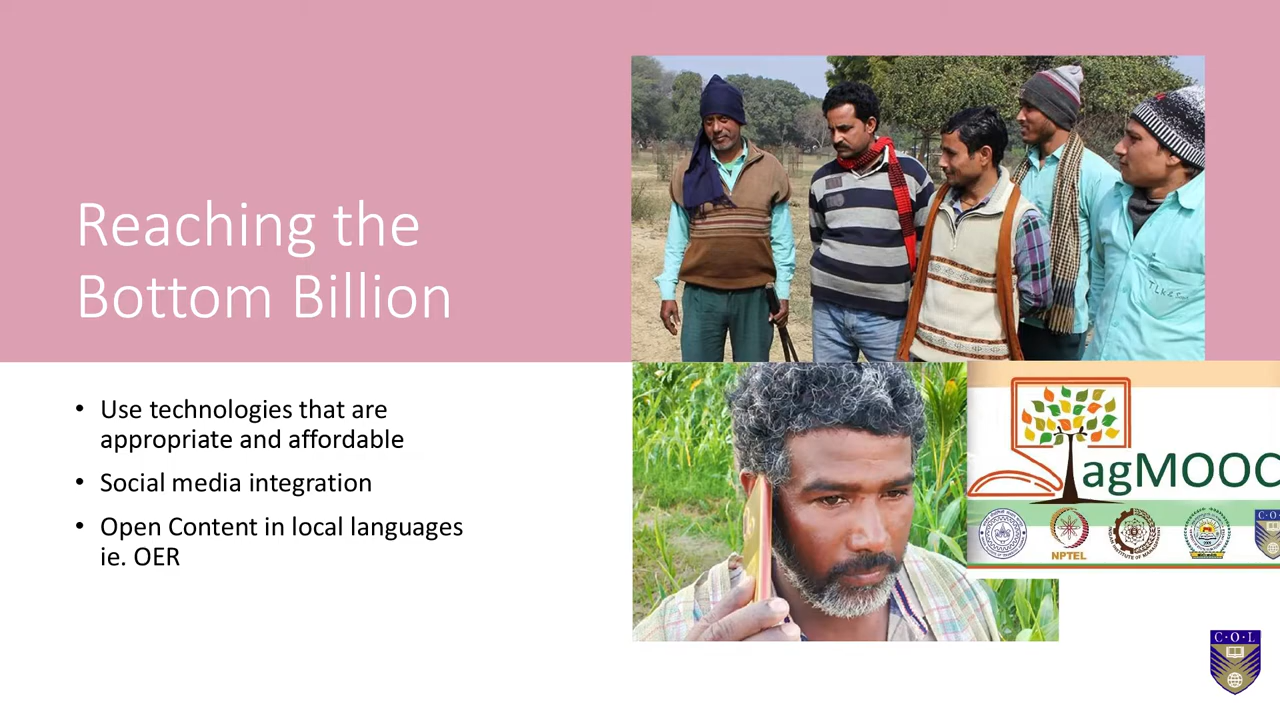 Reaching the
Bottom Billion
• Use technologies that are
appropriate and affordable
• Social media integration
• Open Content in local languages
ie. OER
agMOOC
NPTEL
C·O·L